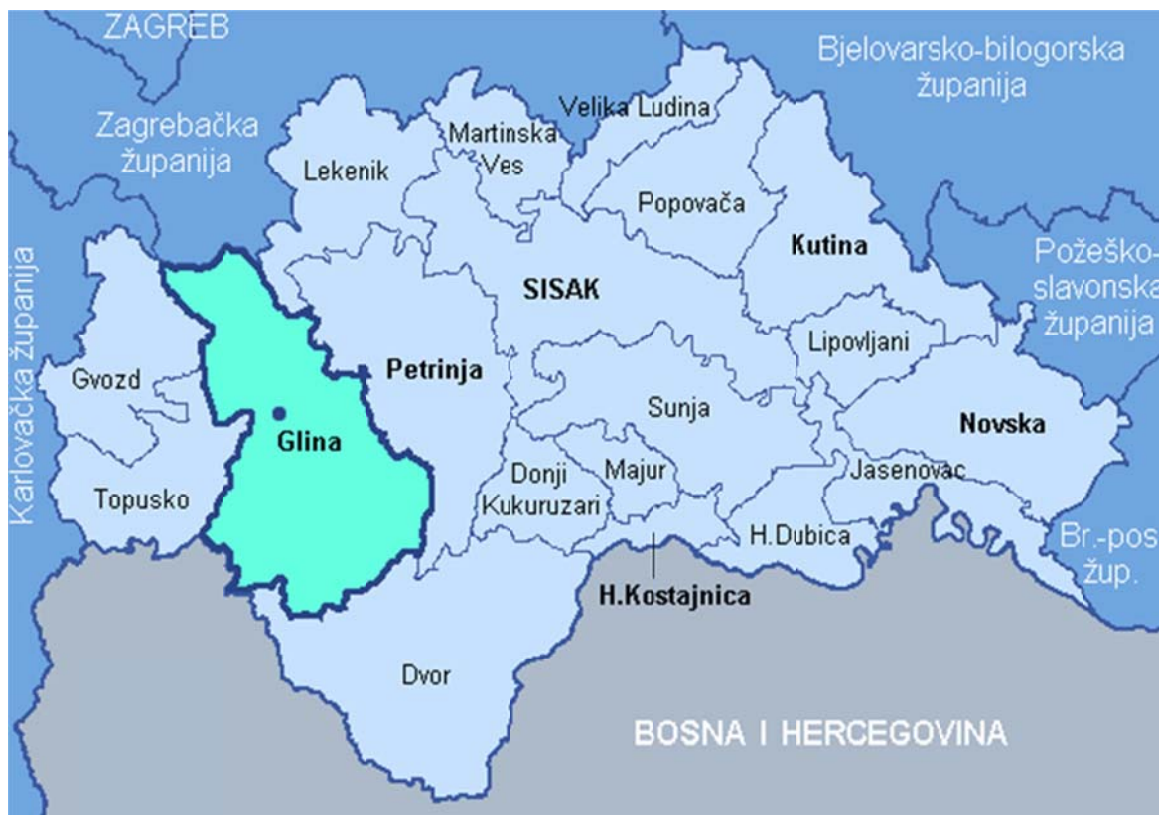 ZAGREB
Bjelovarsko-bilogorska
županija
Zagrebačka
županija
Velika Ludina
Martinska
Ves
Lekenik
Popovača
Kutina
Karlovačka županija
Požeško-
slavonska
županija
SISAK
Gvozd
Petrinja
Lipovljani
Sunja
Novska
Glina
Topusko
Donji
Kukuruzari
Majur
Jasenovac
H.Dubica
Br.-pos
žup.
H.Kostajnica
Dvor
BOSNA I HERCEGOVINA